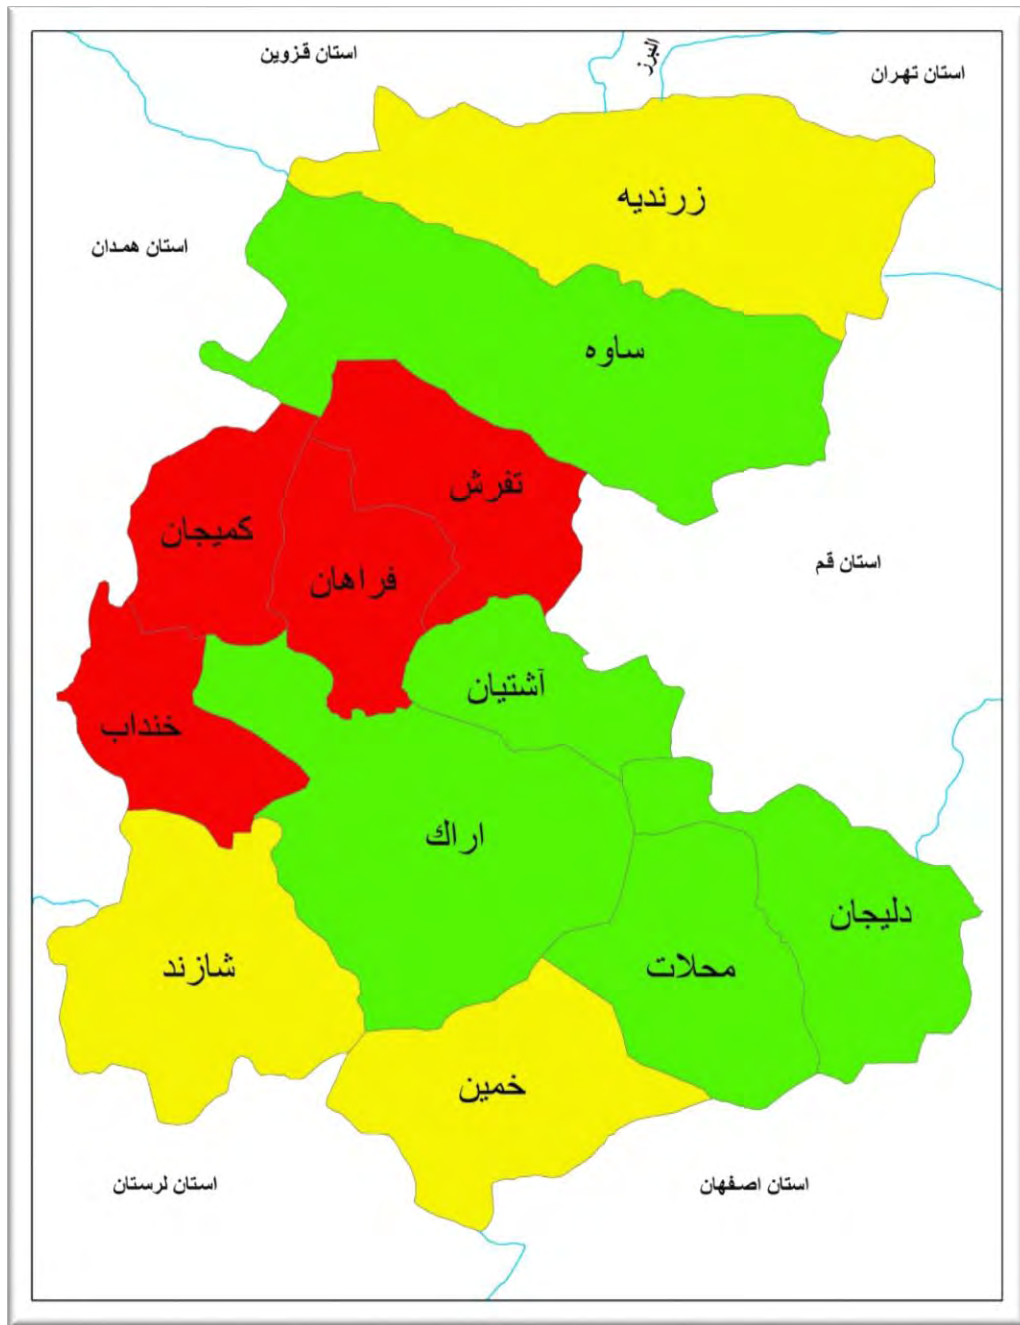 استان قزوین
البرز
استان تهران
زرندیه
استان همدان
ساوه
تفرش
کمیجان
استان قم
فراهان
آشتیان
خنداب
اراك
دلیجان
محلات
شازند
خمین
استان لرستان
استان اصفهان